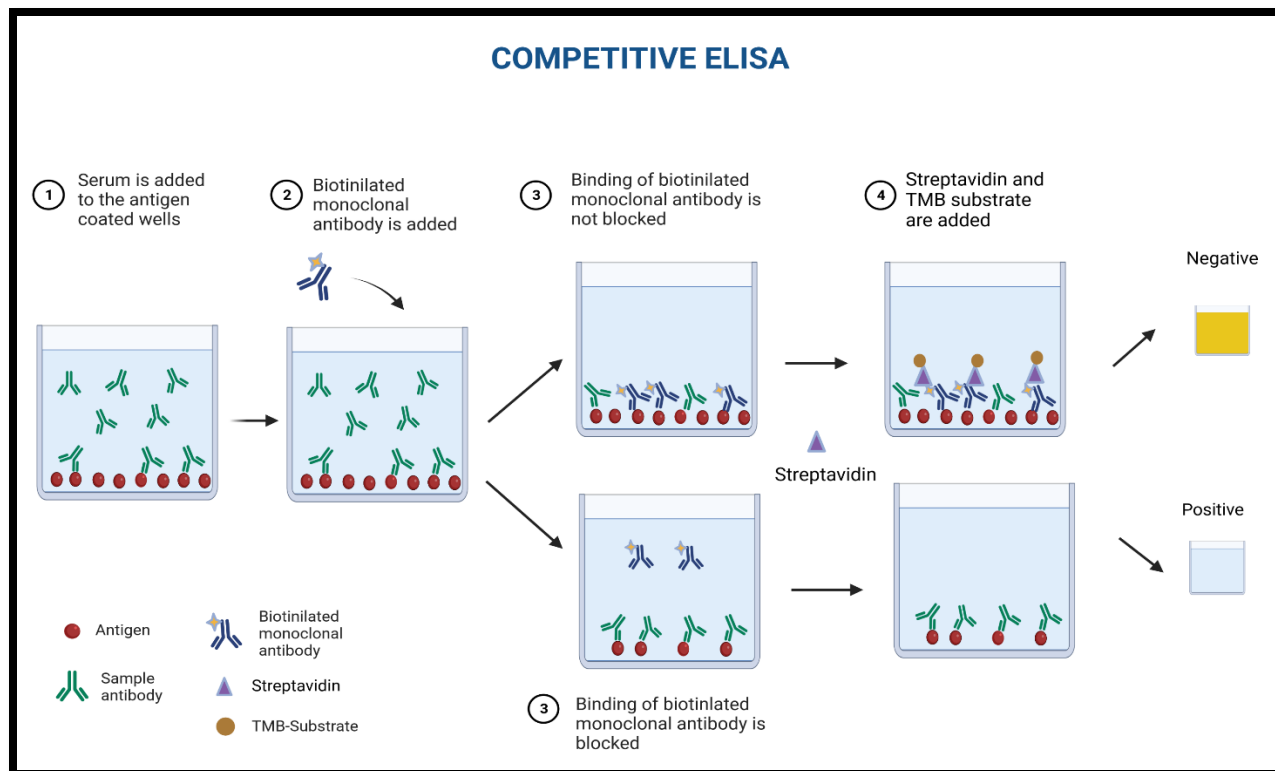 COMPETITIVE ELISA
1
Serum is added
to the antigen
coated wells
2
Biotinilated
monoclonal
antibody is added
3
Binding of biotinilated
monoclonal antibody is
not blocked
4
Streptavidin and
TMB substrate
are added
Negative
Streptavidin
Positive
Antigen
Sample
antibody
Biotinilated
monoclonal
antibody
Streptavidin
TMB-Substrate
3
Binding of biotinlated
monoclonal antibody is
blocked